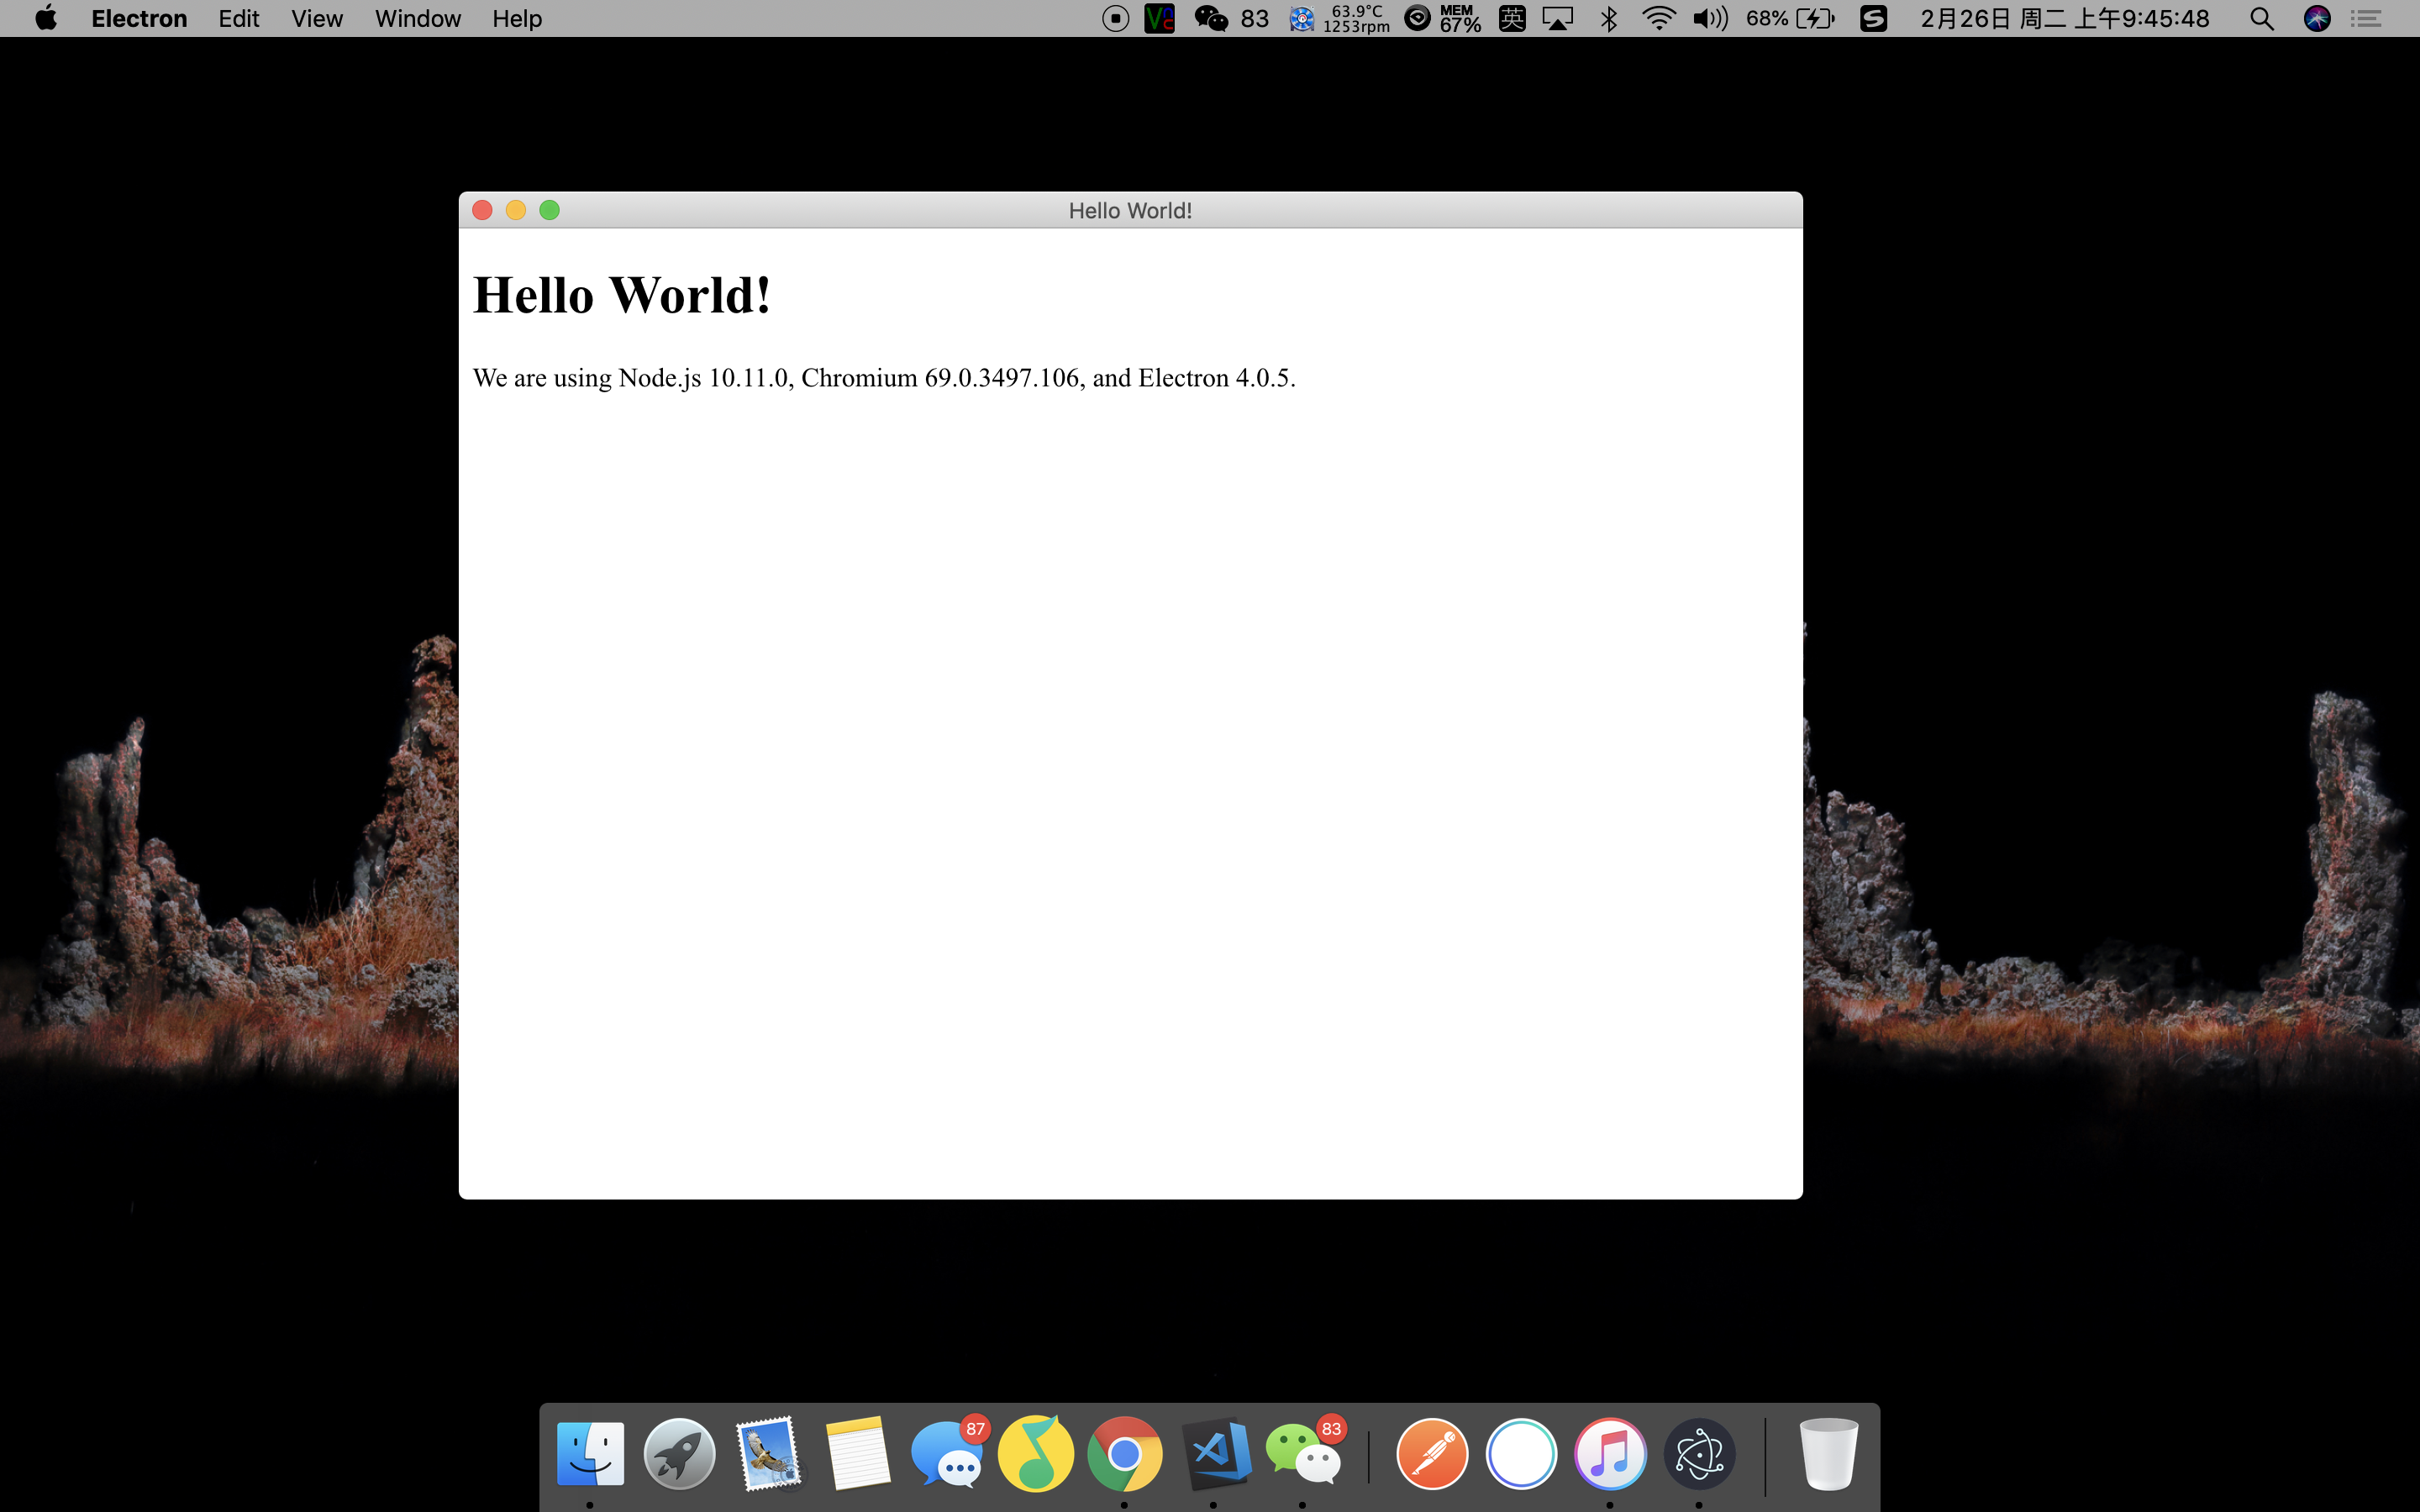 Electron Edit View Window Help
83 63.9°C 1253rpm MEM 67% 英 68% 2月26日 周二 上午9:45:48
Hello World!
Hello World!
We are using Node.js 10.11.0, Chromium 69.0.3497.106, and Electron 4.0.5.
87 83